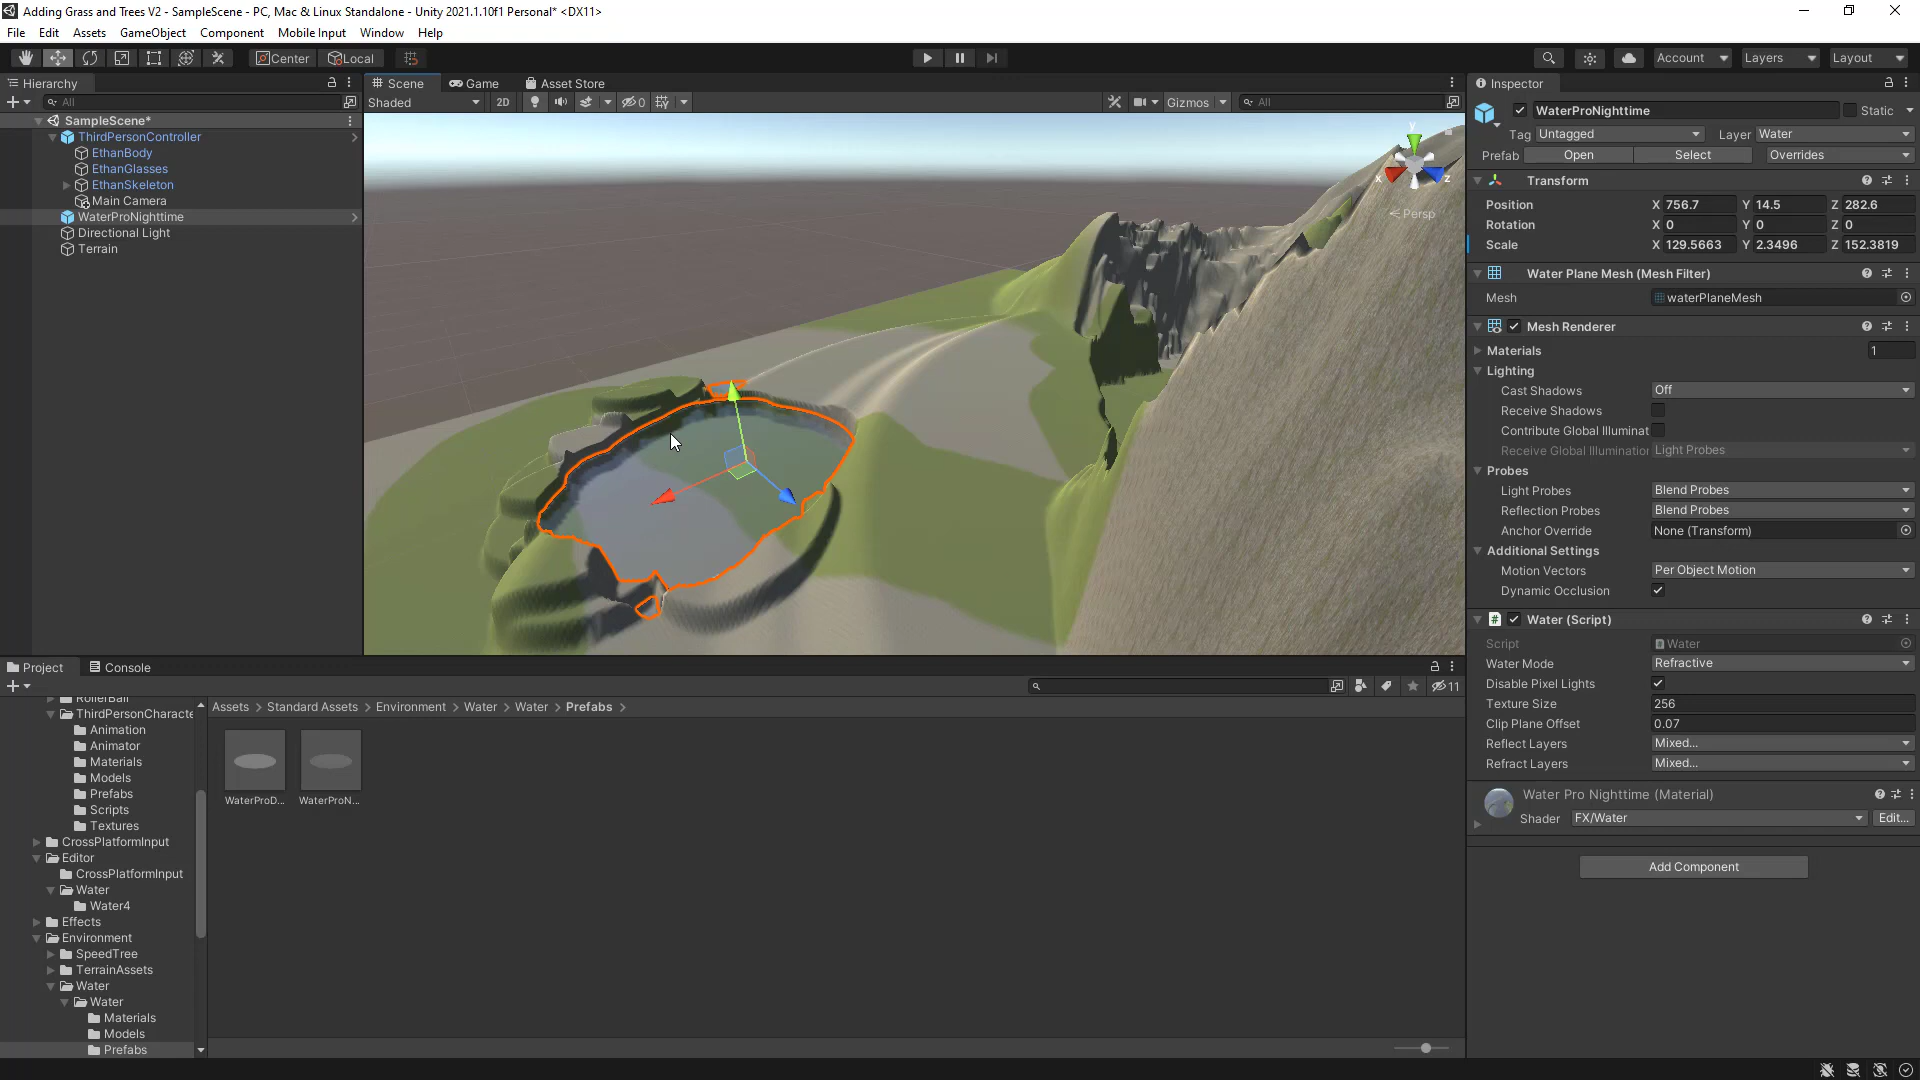 Adding Grass and Trees V2 - SampleScene - PC, Mac & Linux Standalone - Unity 2021.1.10f1 Personal* <DX11>
File Edit Assets GameObject Component Mobile Input Window Help
Center Local
Account Layers Layout
Hierarchy
All
SampleScene*
ThirdPersonController
EthanBody
EthanGlasses
EthanSkeleton
Main Camera
WaterProNighttime
Directional Light
Terrain
Scene Game Asset Store
Shaded 2D Gizmos All
y
x z
Persp
Project Console
11
RollerBall
ThirdPersonCharacte
Animation
Animator
Materials
Models
Prefabs
Scripts
Textures
CrossPlatformInput
Editor
CrossPlatformInput
Water
Water4
Effects
Environment
SpeedTree
TerrainAssets
Water
Water
Materials
Models
Prefabs
Assets > Standard Assets > Environment > Water > Water > Prefabs >
WaterProD... WaterProN...
Inspector
WaterProNighttime Static
Tag Untagged Layer Water
Prefab Open Select Overrides
Transform
Position X 756.7 Y 14.5 Z 282.6
Rotation X 0 Y 0 Z 0
Scale X 129.5663 Y 2.3496 Z 152.3819
Water Plane Mesh (Mesh Filter)
Mesh waterPlaneMesh
Mesh Renderer
Materials 1
Lighting
Cast Shadows Off
Receive Shadows
Contribute Global Illuminat
Receive Global Illumination Light Probes
Probes
Light Probes Blend Probes
Reflection Probes Blend Probes
Anchor Override None (Transform)
Additional Settings
Motion Vectors Per Object Motion
Dynamic Occlusion
# Water (Script)
Script Water
Water Mode Refractive
Disable Pixel Lights
Texture Size 256
Clip Plane Offset 0.07
Reflect Layers Mixed...
Refract Layers Mixed...
Water Pro Nighttime (Material)
Shader FX/Water Edit...
Add Component